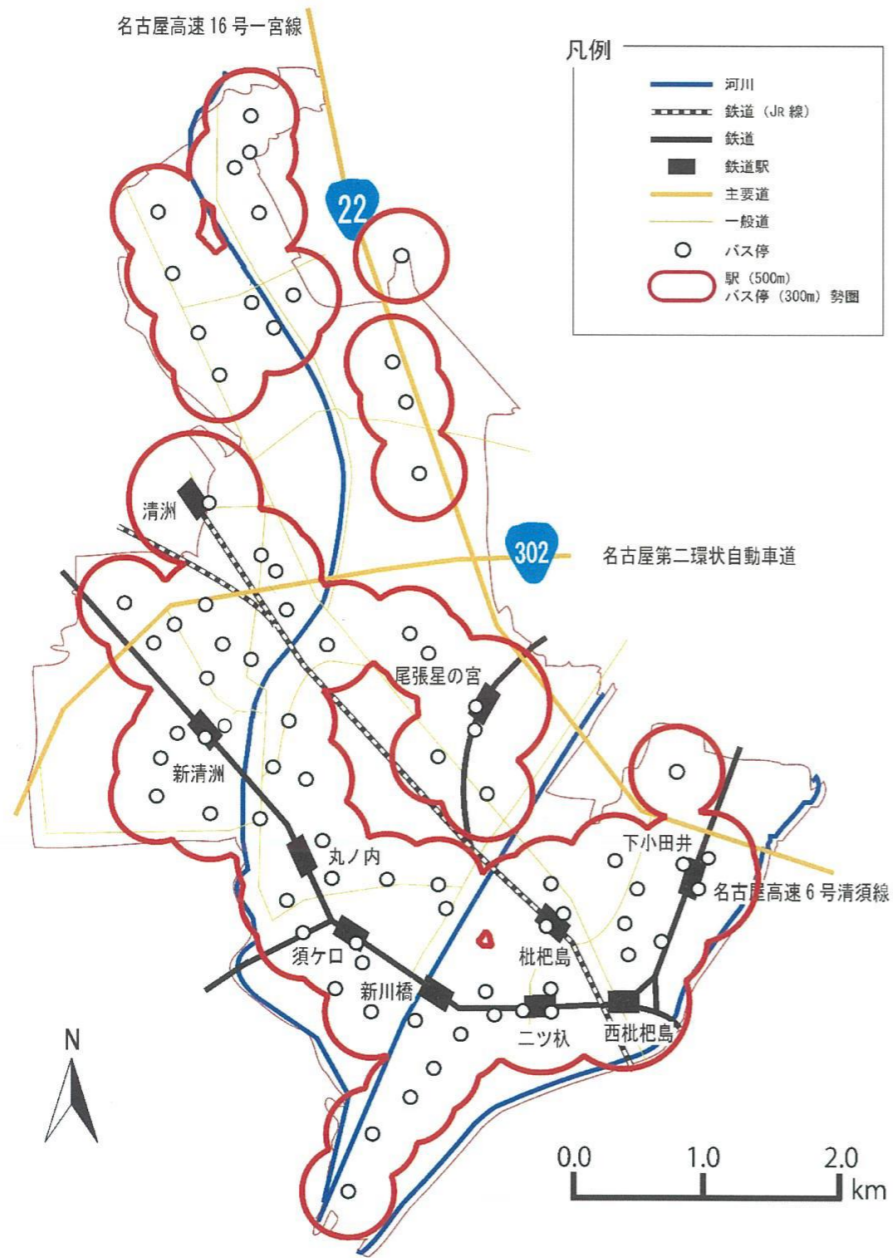 名古屋高速16号一宮線
凡例
河川
鉄道（JR線）
鉄道
鉄道駅
主要道
一般道
バス停
駅（500m）
バス停（300m）勢圏
22
清洲
302
名古屋第二環状自動車道
尾張星の宮
新清洲
丸ノ内
下小田井
名古屋高速6号清須線
須ケ口
枇杷島
新川橋
二ツ杁
西枇杷島
N
0.0
1.0
2.0
km